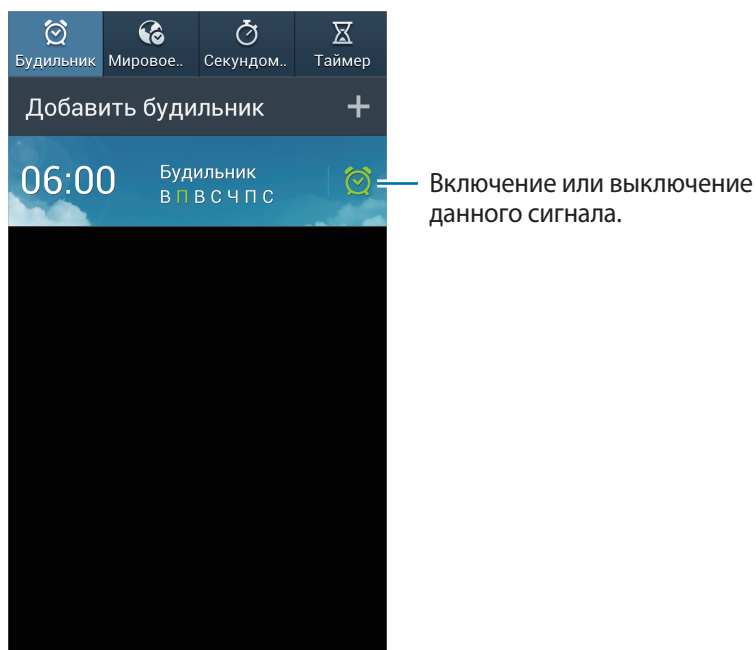 Будильник Мировое.. Секундом.. Таймер
Добавить будильник +
06:00 Будильник
В П В С Ч П С
Включение или выключение
данного сигнала.